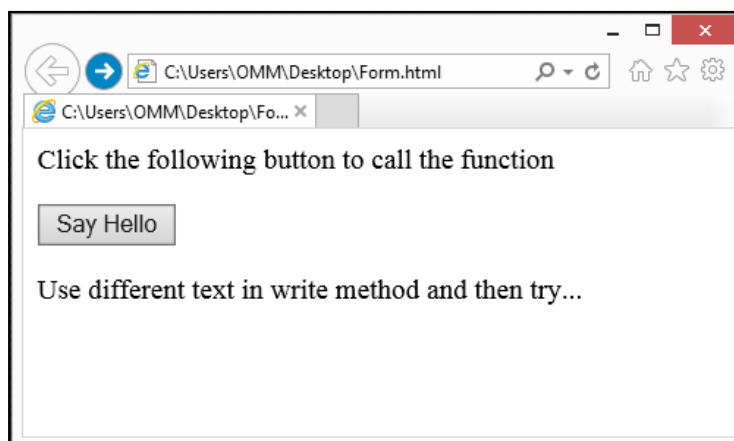 C:\Users\OMM\Desktop\Form.html
C:\Users\OMM\Desktop\Fo...
Click the following button to call the function
Say Hello
Use different text in write method and then try...